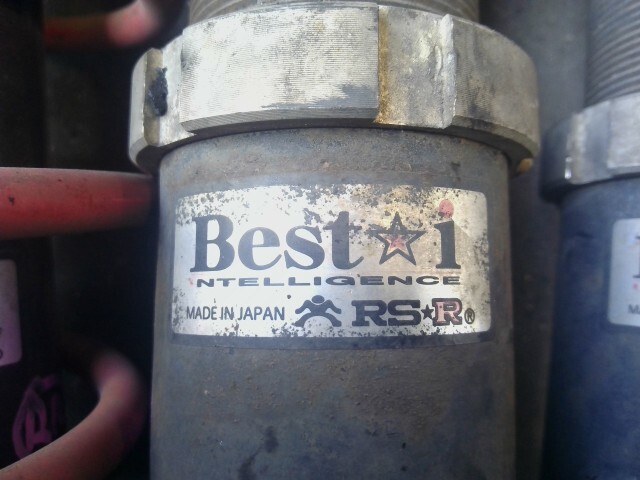 Best☆i
NTELLIGENCE
MADE IN JAPAN RS★R®